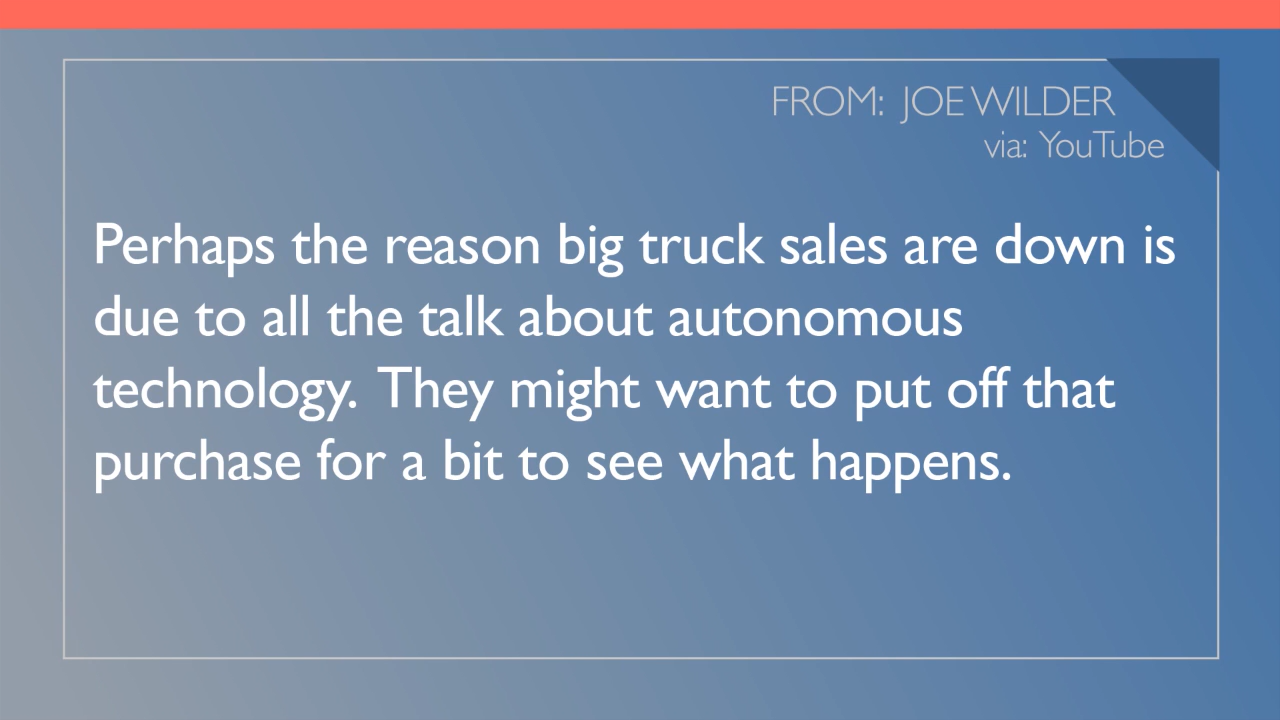 FROM: JOE WILDER
via: YouTube
Perhaps the reason big truck sales are down is
due to all the talk about autonomous
technology. They might want to put off that
purchase for a bit to see what happens.